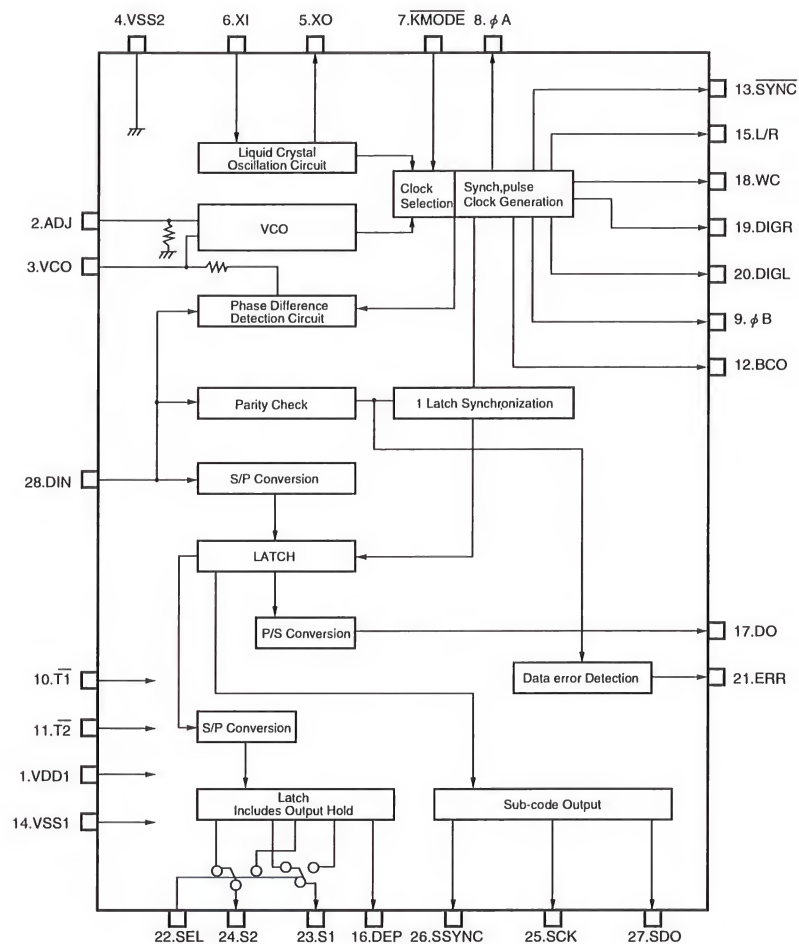 4.VSS2
6.XI
5.XO
7.K̅M̅O̅D̅E̅
8.ϕA
13.S̅Y̅N̅C̅
15.L/R
18.WC
19.DIGR
20.DIGL
9.ϕB
12.BCO
Liquid Crystal
Oscillation Circuit
Clock
Selection
Synch,pulse
Clock Generation
2.ADJ
VCO
3.VCO
Phase Difference
Detection Circuit
Parity Check
1 Latch Synchronization
28.DIN
S/P Conversion
LATCH
P/S Conversion
17.DO
10.T̅1̅
Data error Detection
21.ERR
11.T̅2̅
S/P Conversion
1.VDD1
Latch
Includes Output Hold
Sub-code Output
14.VSS1
22.SEL
24.S2
23.S1
16.DEP
26.SSYNC
25.SCK
27.SDO